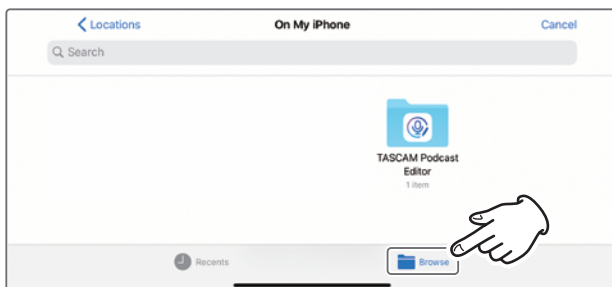 Locations On My iPhone Cancel
Search
TASCAM Podcast
Editor
1 item
Recents Browse